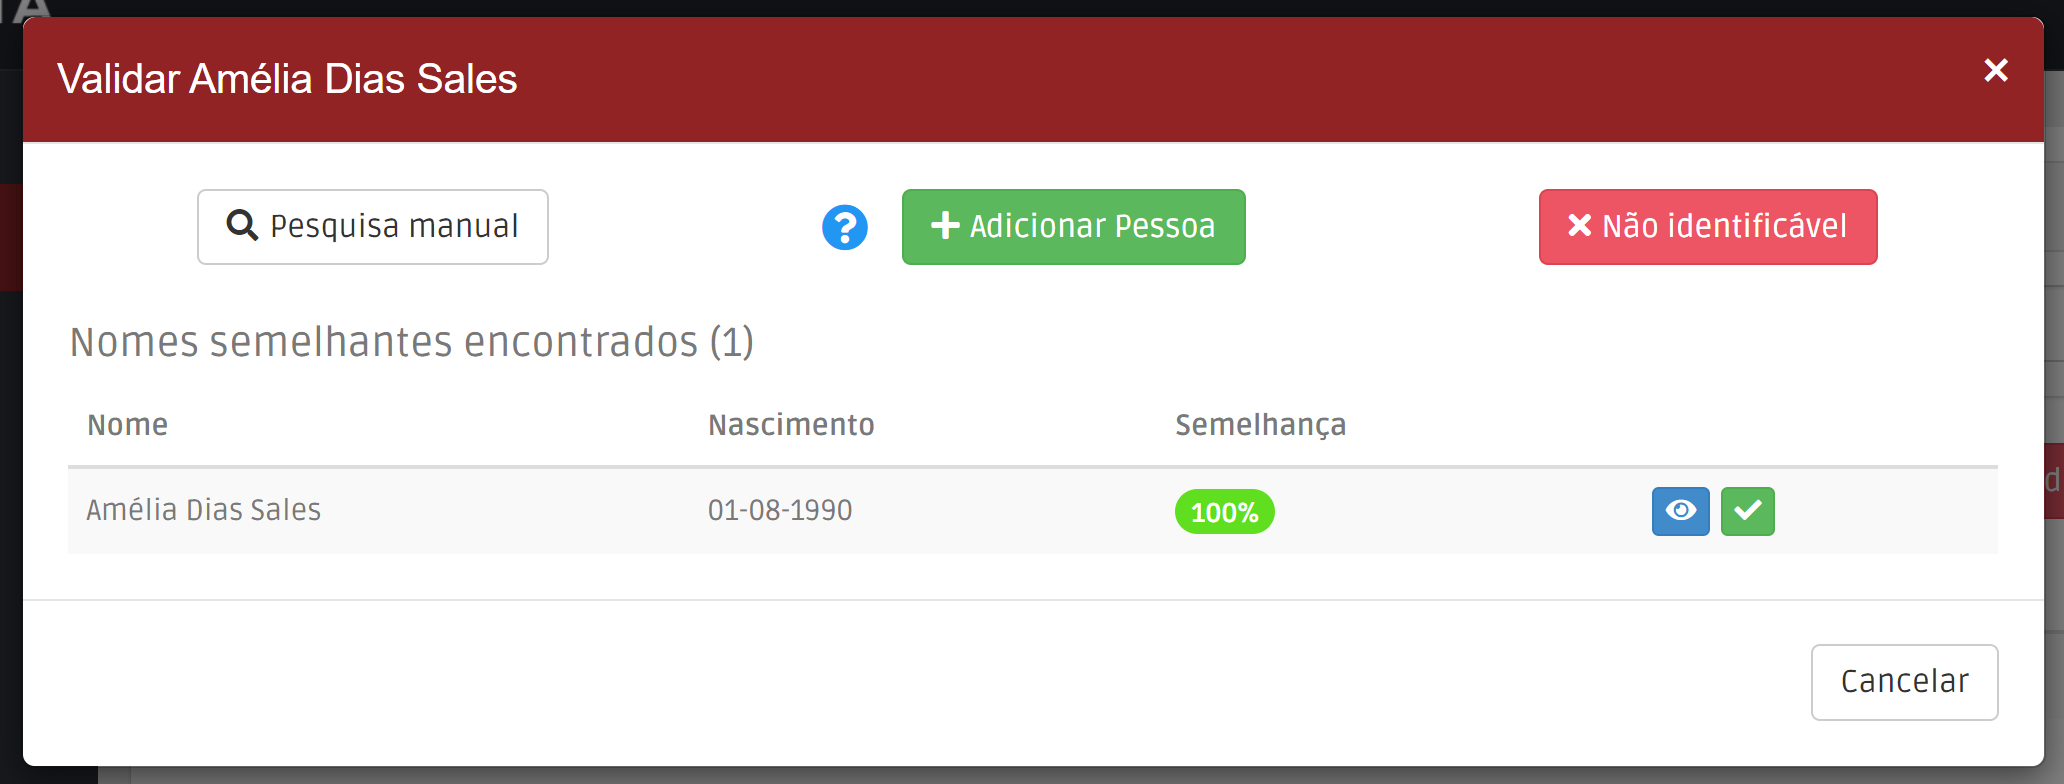 Validar Amélia Dias Sales
Pesquisa manual
Adicionar Pessoa
Não identificável
Nomes semelhantes encontrados (1)
Nome Nascimento Semelhança
Amélia Dias Sales 01-08-1990 100%
Cancelar